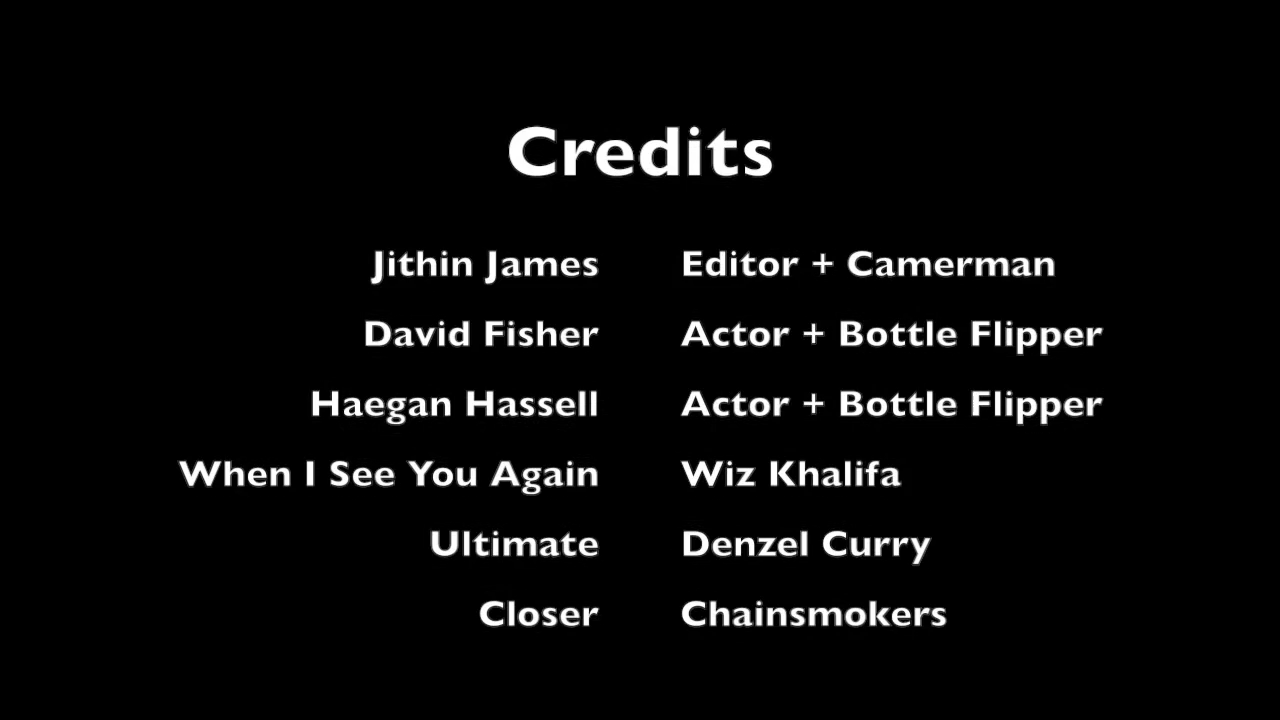 Credits
Jithin James Editor + Camerman
David Fisher Actor + Bottle Flipper
Haegan Hassell Actor + Bottle Flipper
When I See You Again Wiz Khalifa
Ultimate Denzel Curry
Closer Chainsmokers